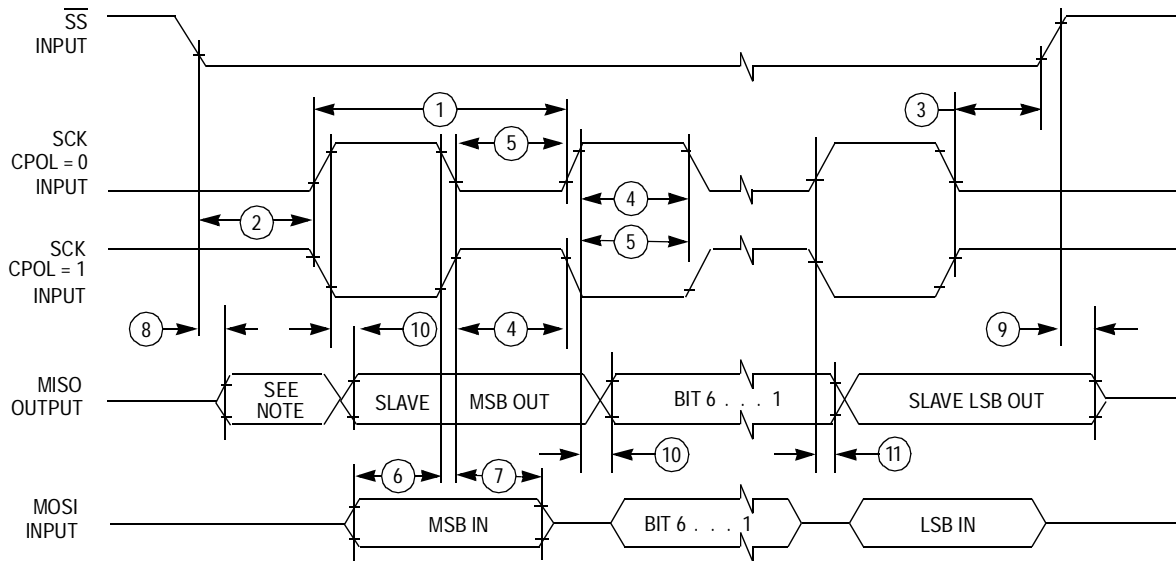 SS
INPUT
1
3
SCK
CPOL = 0
INPUT
5
4
2
SCK
CPOL = 1
INPUT
5
8
10
4
9
MISO
OUTPUT
SEE
NOTE
SLAVE
MSB OUT
BIT 6 . . . 1
SLAVE LSB OUT
10
11
6
7
MOSI
INPUT
MSB IN
BIT 6 . . . 1
LSB IN